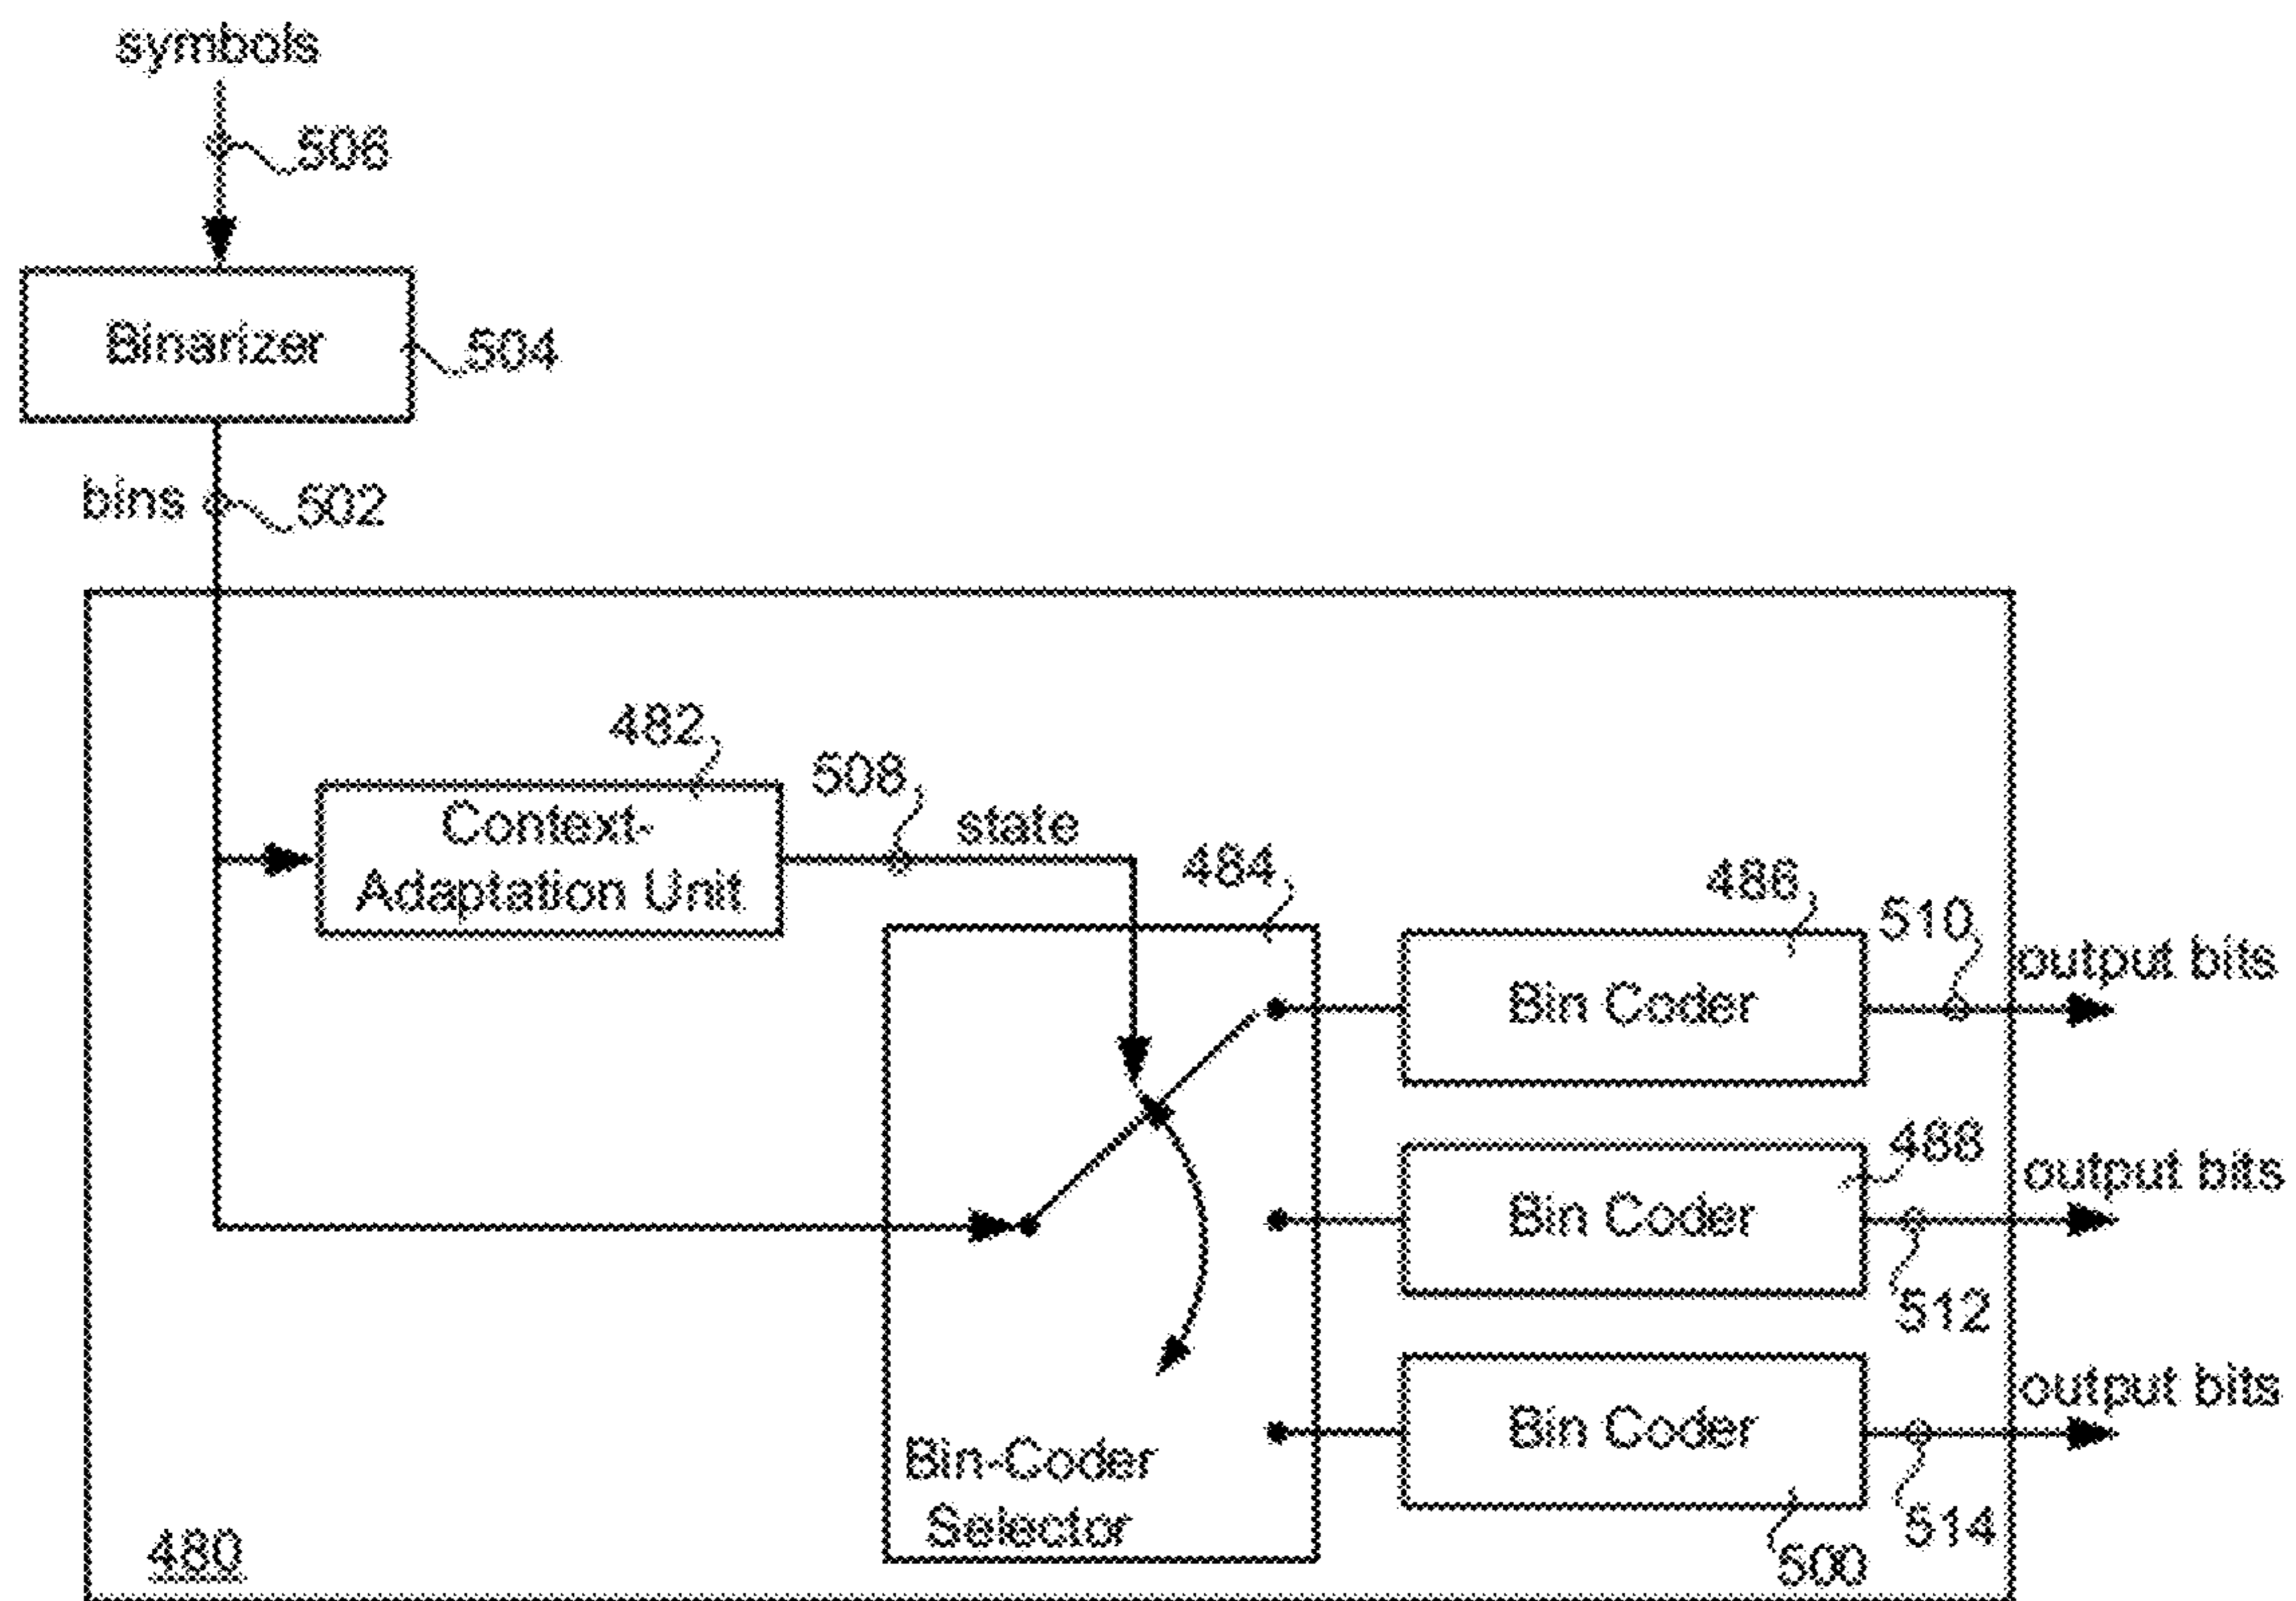 symbols
506
Binarizer
504
bins
502
482
508
state
Context-
Adaptation Unit
484
486
510
output bits
Bin Coder
488
output bits
Bin Coder
512
output bits
Bin Coder
514
500
Bin-Coder
Selector
480